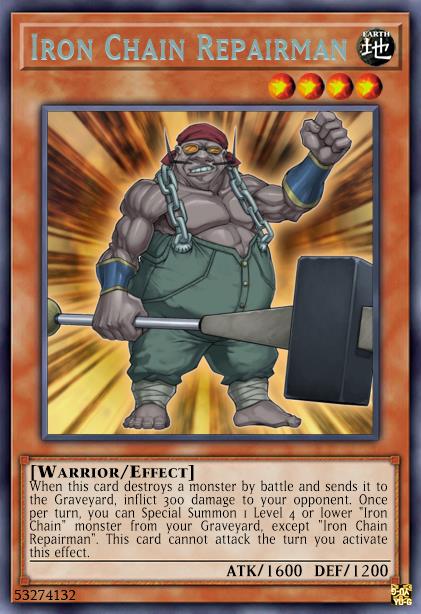 Iron Chain Repairman
EARTH
地
[Warrior/Effect]
When this card destroys a monster by battle and sends it to
the Graveyard, inflict 300 damage to your opponent. Once
per turn, you can Special Summon 1 Level 4 or lower "Iron
Chain" monster from your Graveyard, except "Iron Chain
Repairman". This card cannot attack the turn you activate
this effect.
ATK/1600 DEF/1200
53274132